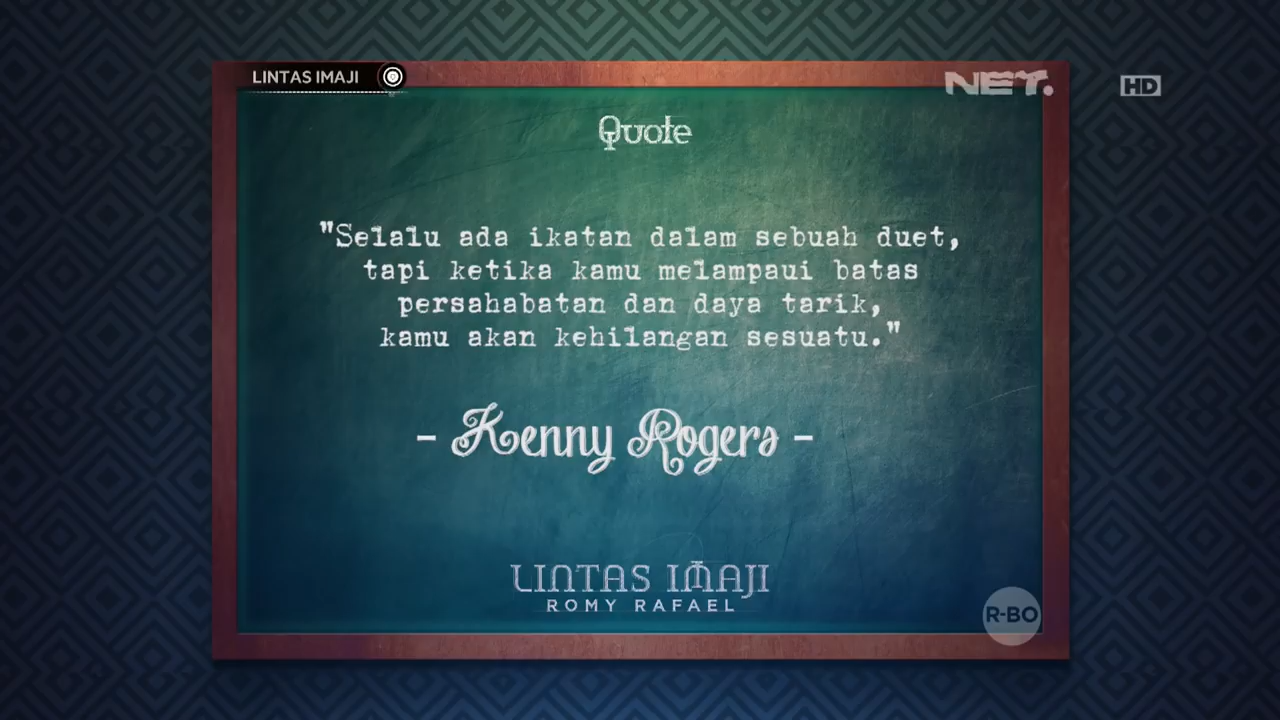 LINTAS IMAJI
NET.
HD
Quote
"Selalu ada ikatan dalam sebuah duet,
tapi ketika kamu melampaui batas
persahabatan dan daya tarik,
kamu akan kehilangan sesuatu."
- Kenny Rogers -
LINTAS IMAJI
ROMY RAFAEL
R-BO